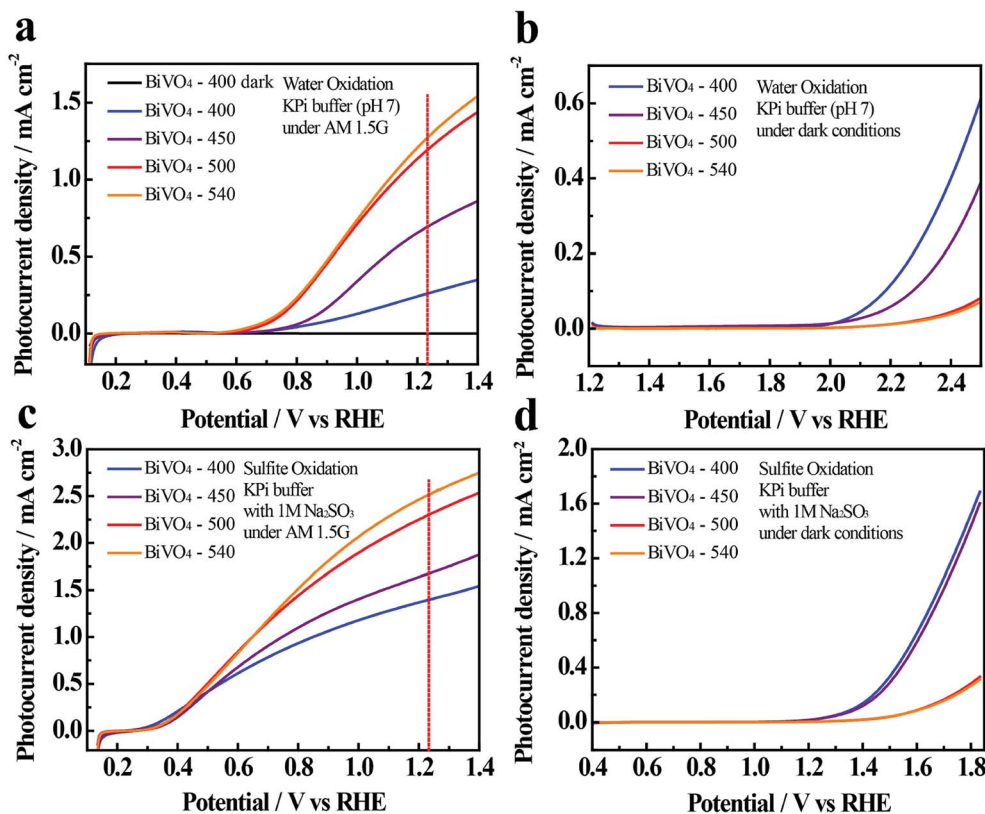 a
BiVO₄ - 400 dark
BiVO₄ - 400
BiVO₄ - 450
BiVO₄ - 500
BiVO₄ - 540
Water Oxidation
KPi buffer (pH 7)
under AM 1.5G
Photocurrent density / mA cm⁻²
1.5
1.0
0.5
0.0
0.2 0.4 0.6 0.8 1.0 1.2 1.4
Potential / V vs RHE
b
BiVO₄ - 400
BiVO₄ - 450
BiVO₄ - 500
BiVO₄ - 540
Water Oxidation
KPi buffer (pH 7)
under dark conditions
Photocurrent density / mA cm⁻²
0.6
0.4
0.2
0.0
1.2 1.4 1.6 1.8 2.0 2.2 2.4
Potential / V vs RHE
c
BiVO₄ - 400
BiVO₄ - 450
BiVO₄ - 500
BiVO₄ - 540
Sulfite Oxidation
KPi buffer
with 1M Na₂SO₃
under AM 1.5G
Photocurrent density / mA cm⁻²
3.0
2.5
2.0
1.5
1.0
0.5
0.0
0.2 0.4 0.6 0.8 1.0 1.2 1.4
Potential / V vs RHE
d
BiVO₄ - 400
BiVO₄ - 450
BiVO₄ - 500
BiVO₄ - 540
Sulfite Oxidation
KPi buffer
with 1M Na₂SO₃
under dark conditions
Photocurrent density / mA cm⁻²
2.0
1.6
1.2
0.8
0.4
0.0
0.4 0.6 0.8 1.0 1.2 1.4 1.6 1.8
Potential / V vs RHE